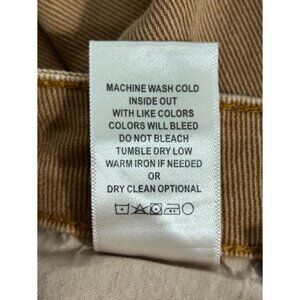 MACHINE WASH COLD
INSIDE OUT
WITH LIKE COLORS
COLORS WILL BLEED
DO NOT BLEACH
TUMBLE DRY LOW
WARM IRON IF NEEDED
OR
DRY CLEAN OPTIONAL